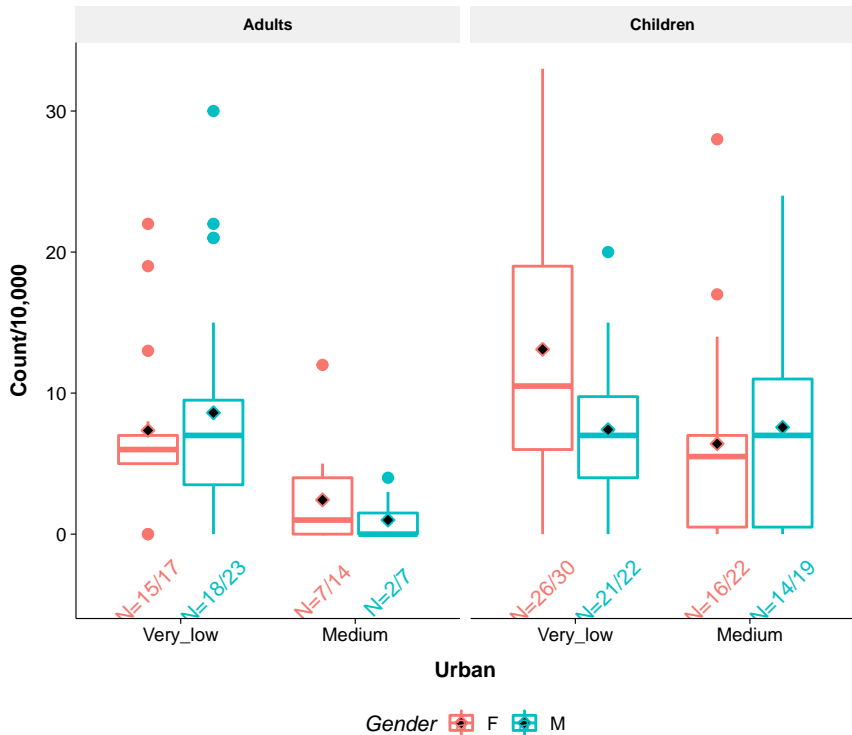 Adults Children
30
20
10
0
Count/10,000
N=15/17 N=18/23 N=7/14 N=2/7 N=26/30 N=21/22 N=16/22 N=14/19
Very_low Medium Very_low Medium
Urban
Gender F M